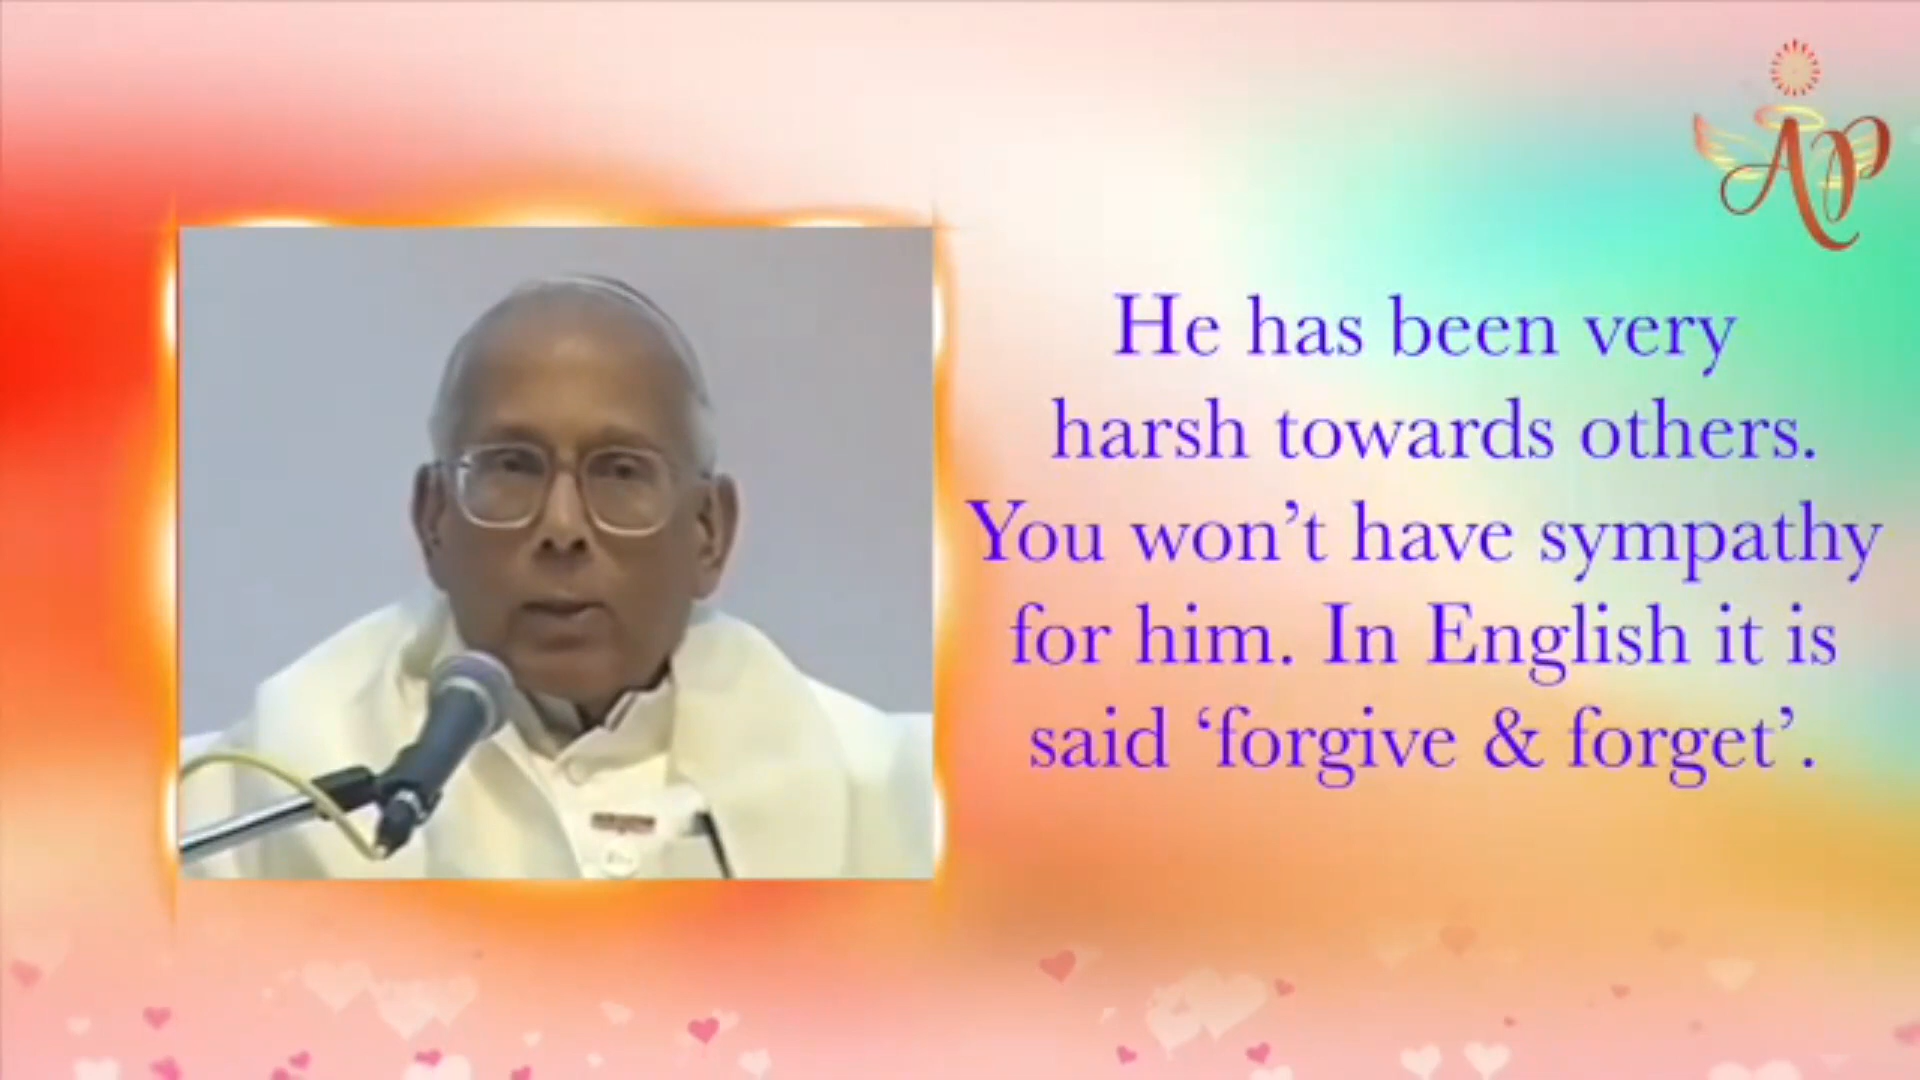 AP
He has been very
harsh towards others.
You won’t have sympathy
for him. In English it is
said ‘forgive & forget’.